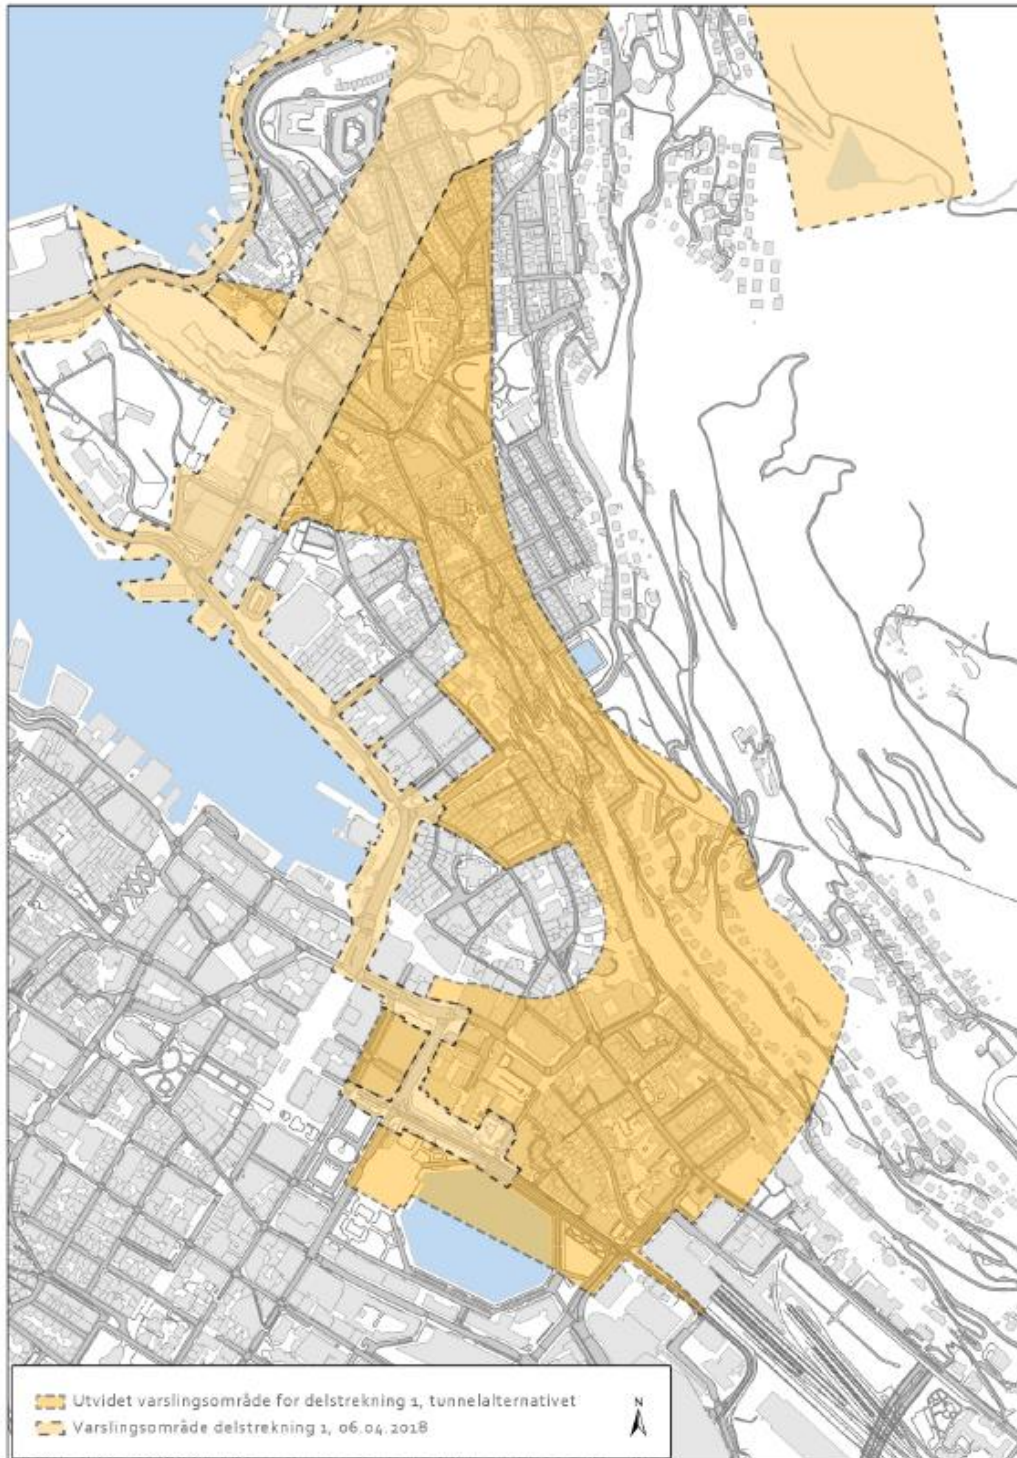 N
Utvidet varslingsområde for delstrekning 1, tunnelalternativet
Varslingsområde delstrekning 1, 06.04.2018